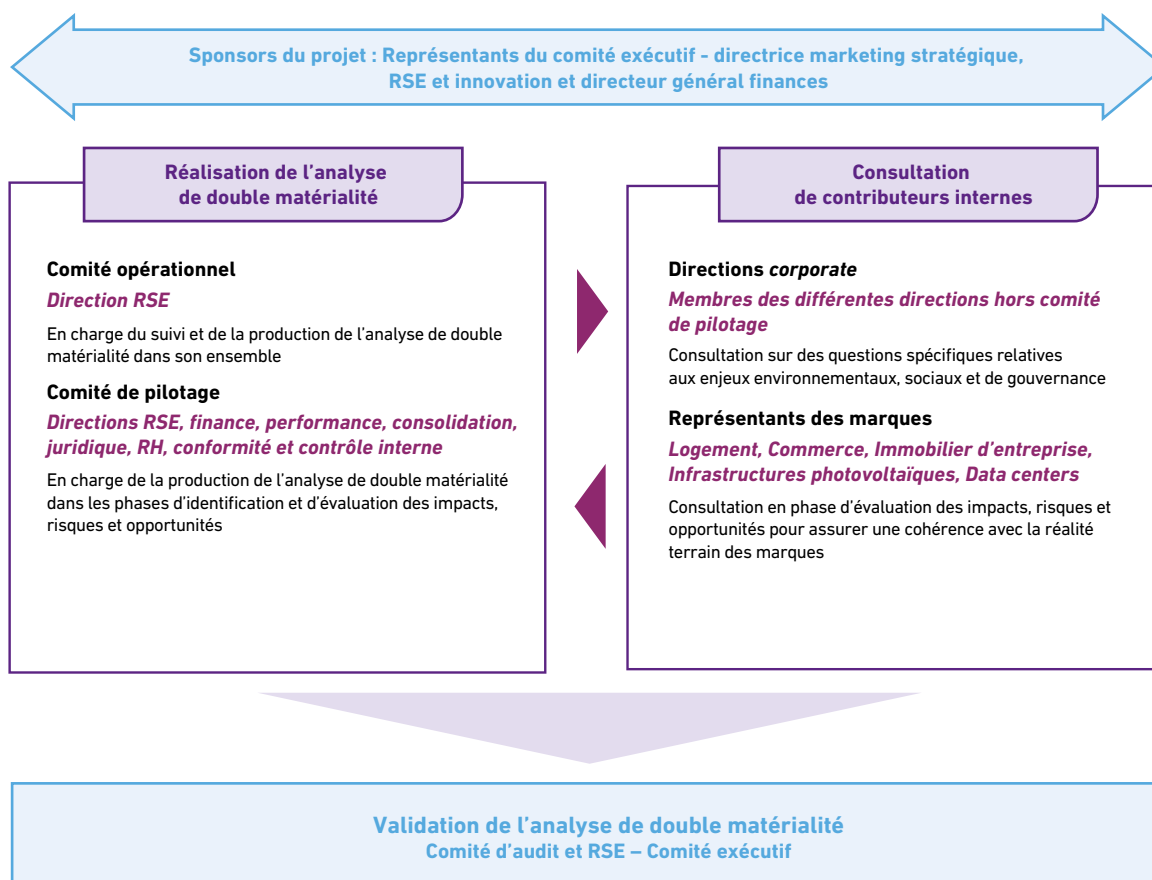 Sponsors du projet : Représentants du comité exécutif - directrice marketing stratégique,
RSE et innovation et directeur général finances
Réalisation de l’analyse
de double matérialité
Comité opérationnel
Direction RSE
En charge du suivi et de la production de l’analyse de double
matérialité dans son ensemble
Comité de pilotage
Directions RSE, finance, performance, consolidation,
juridique, RH, conformité et contrôle interne
En charge de la production de l’analyse de double matérialité
dans les phases d’identification et d’évaluation des impacts,
risques et opportunités
Consultation
de contributeurs internes
Directions corporate
Membres des différentes directions hors comité
de pilotage
Consultation sur des questions spécifiques relatives
aux enjeux environnementaux, sociaux et de gouvernance
Représentants des marques
Logement, Commerce, Immobilier d’entreprise,
Infrastructures photovoltaïques, Data centers
Consultation en phase d’évaluation des impacts, risques et
opportunités pour assurer une cohérence avec la réalité
terrain des marques
Validation de l’analyse de double matérialité
Comité d’audit et RSE – Comité exécutif